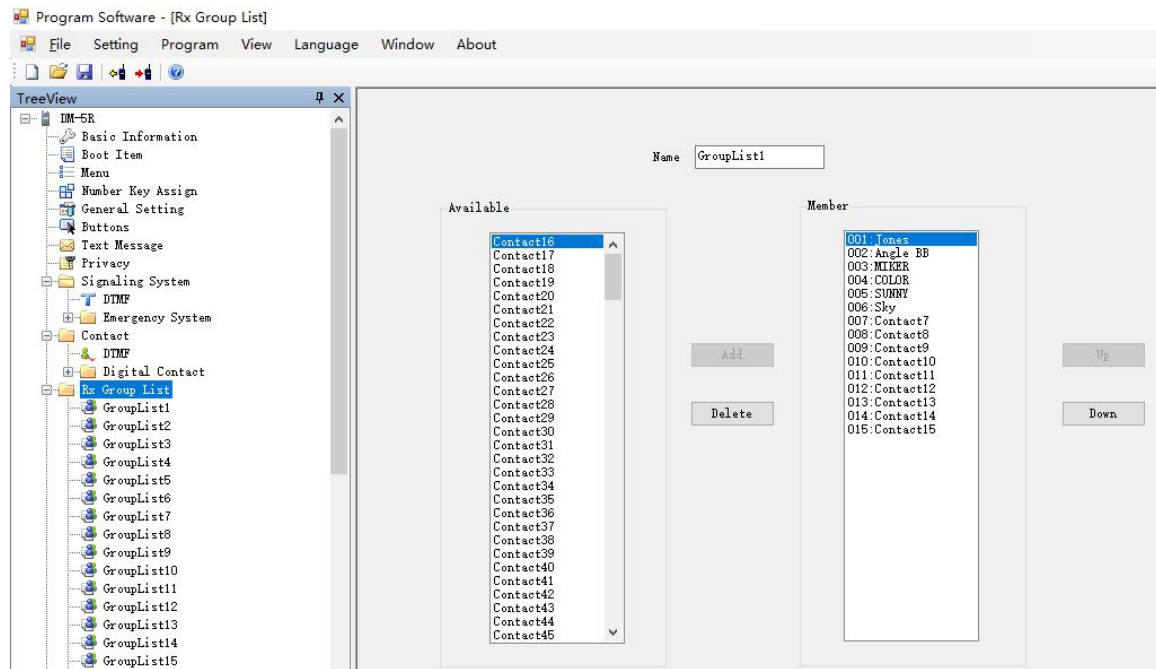 Program Software - [Rx Group List]
File Setting Program View Language Window About
TreeView
DM-5R
Basic Information
Boot Item
Menu
Number Key Assign
General Setting
Buttons
Text Message
Privacy
Signaling System
DTMF
Emergency System
Contact
DTMF
Digital Contact
Rx Group List
GroupList1
GroupList2
GroupList3
GroupList4
GroupList5
GroupList6
GroupList7
GroupList8
GroupList9
GroupList10
GroupList11
GroupList12
GroupList13
GroupList14
GroupList15
Name GroupList1
Available
Contact16
Contact17
Contact18
Contact19
Contact20
Contact21
Contact22
Contact23
Contact24
Contact25
Contact26
Contact27
Contact28
Contact29
Contact30
Contact31
Contact32
Contact33
Contact34
Contact35
Contact36
Contact37
Contact38
Contact39
Contact40
Contact41
Contact42
Contact43
Contact44
Contact45
Add
Delete
Member
001:Jones
002:Angle BB
003:MIKER
004:COLOR
005:SUNNY
006:Sky
007:Contact7
008:Contact8
009:Contact9
010:Contact10
011:Contact11
012:Contact12
013:Contact13
014:Contact14
015:Contact15
Up
Down